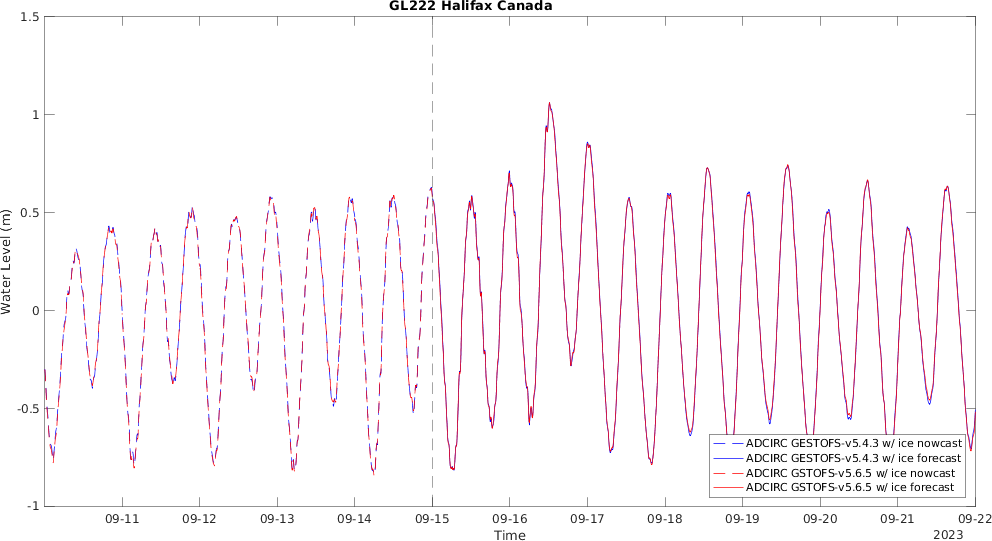 GL222 Halifax Canada
1.5
1
0.5
0
-0.5
-1
Water Level (m)
ADCIRC GESTOFS-v5.4.3 w/ ice nowcast
ADCIRC GESTOFS-v5.4.3 w/ ice forecast
ADCIRC GSTOFS-v5.6.5 w/ ice nowcast
ADCIRC GSTOFS-v5.6.5 w/ ice forecast
09-11 09-12 09-13 09-14 09-15 09-16 09-17 09-18 09-19 09-20 09-21 09-22
Time
2023